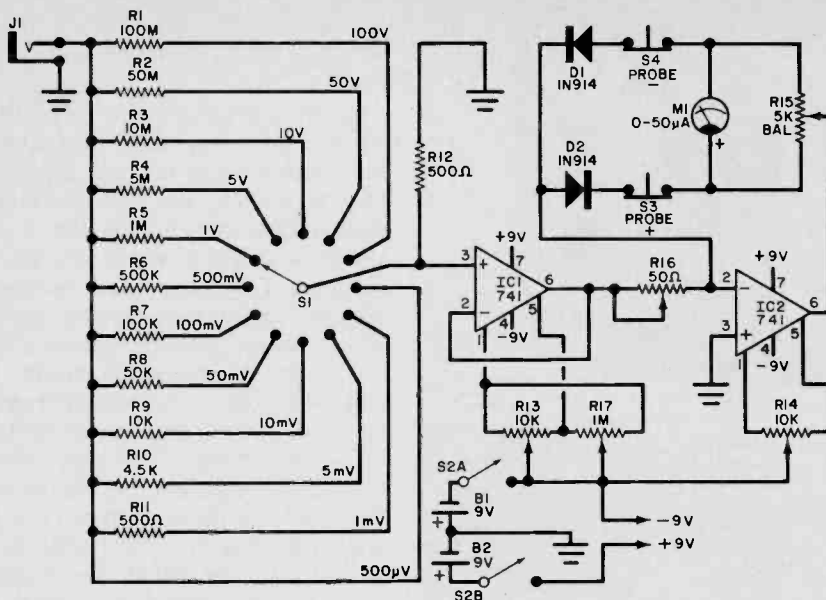 J1
V
R1
100M
100V
R2
50M
50V
R3
10M
10V
R4
5M
5V
R5
1M
1V
R6
500K
500mV
R7
100K
100mV
R8
50K
50mV
R9
10K
10mV
R10
4.5K
5mV
R11
500Ω
1mV
500µV
S1
R12
500Ω
3
+
+9V
7
IC1
741
6
2
−
5
4
-9V
1
R13
10K
R17
1M
S2A
B1
9V
+
B2
9V
+
S2B
-9V
+9V
D1
1N914
S4
PROBE
−
M1
0-50µA
+
R15
5K
BAL
D2
1N914
S3
PROBE
+
R16
50Ω
+9V
7
2
−
IC2
741
6
3
+
5
4
-9V
1
R14
10K